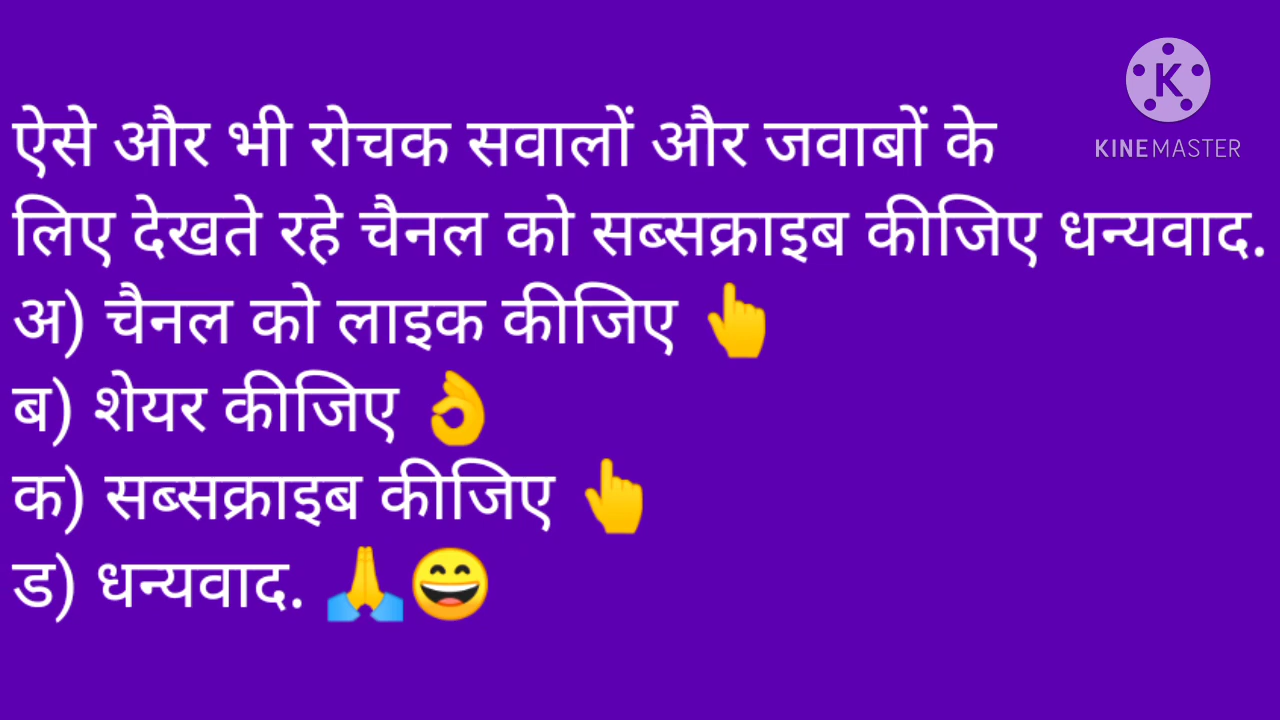 ऐसे और भी रोचक सवालों और जवाबों के
लिए देखते रहे चैनल को सब्सक्राइब कीजिए धन्यवाद.
अ) चैनल को लाइक कीजिए 👆
ब) शेयर कीजिए 👌
क) सब्सक्राइब कीजिए 👆
ड) धन्यवाद. 🙏😄
K
KINEMASTER